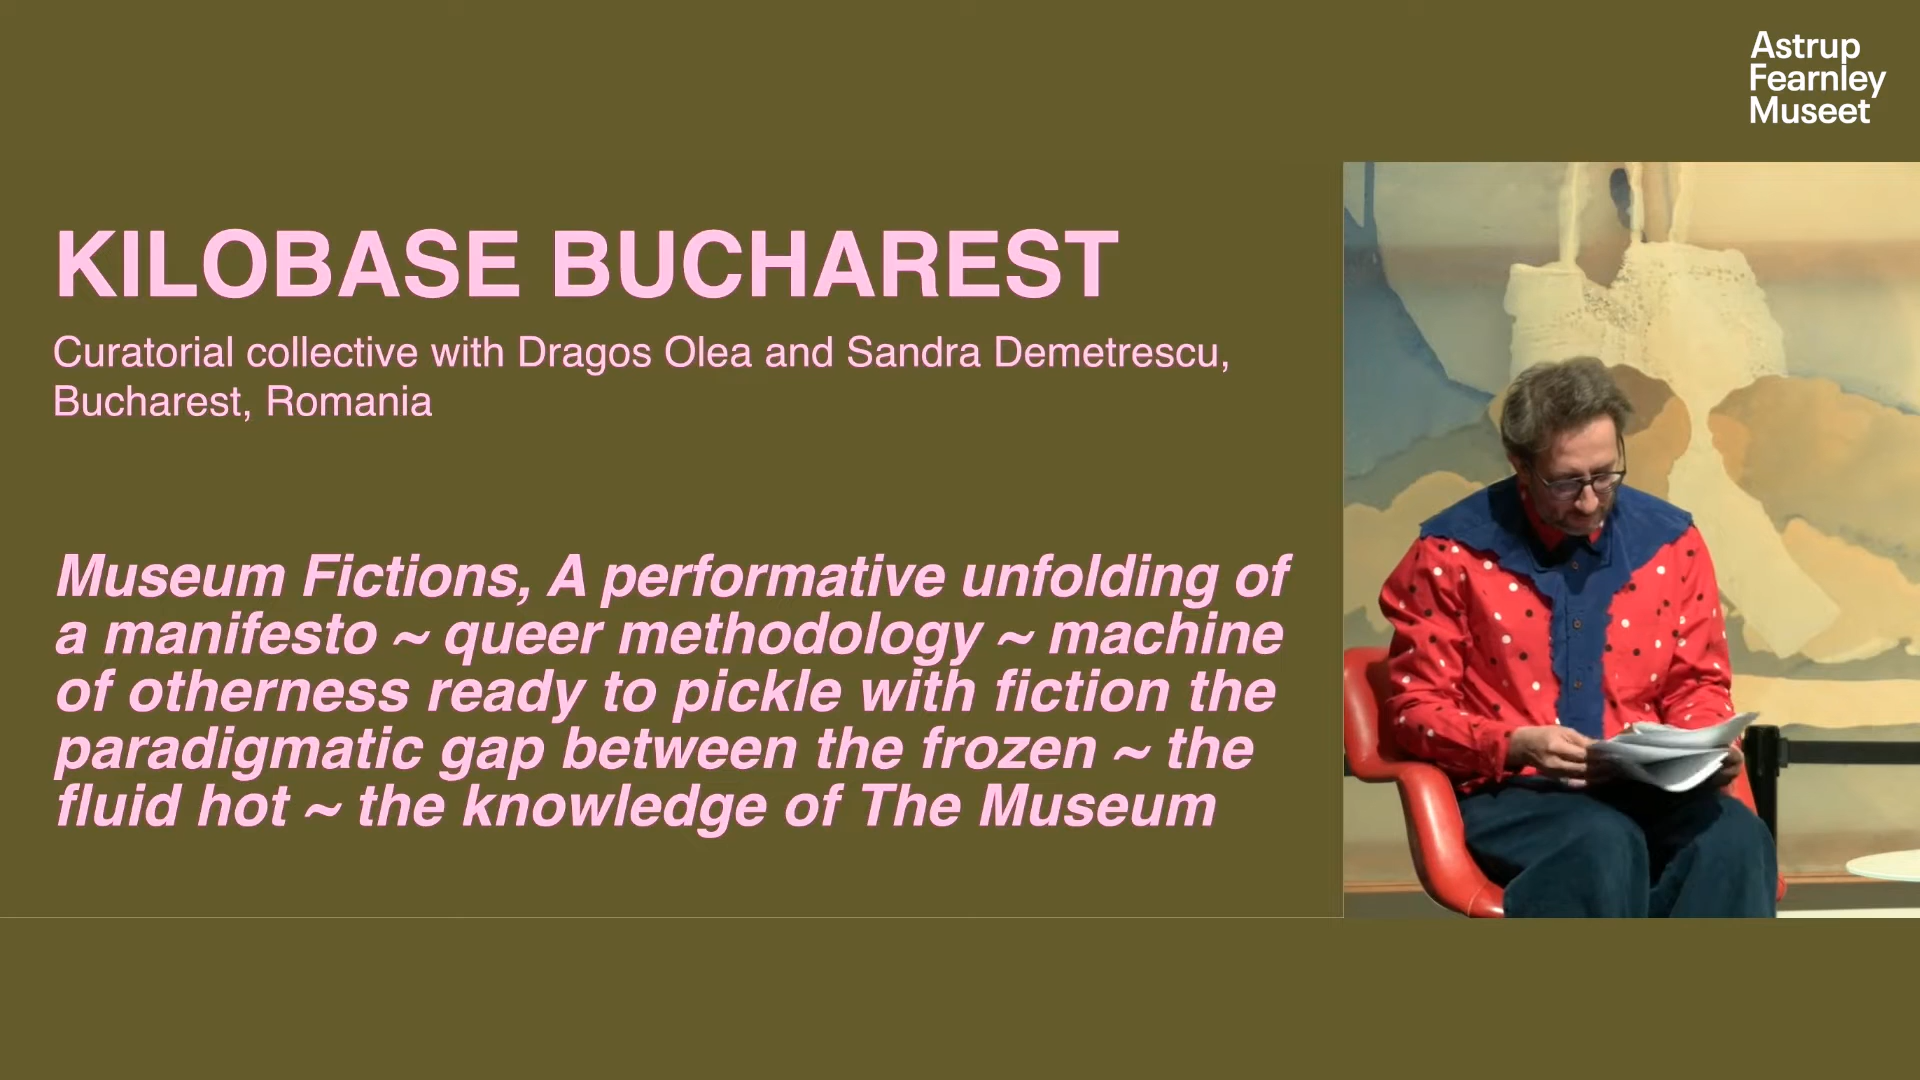 Astrup
Fearnley
Museet
KILOBASE BUCHAREST
Curatorial collective with Dragos Olea and Sandra Demetrescu,
Bucharest, Romania
Museum Fictions, A performative unfolding of
a manifesto ~ queer methodology ~ machine
of otherness ready to pickle with fiction the
paradigmatic gap between the frozen ~ the
fluid hot ~ the knowledge of The Museum